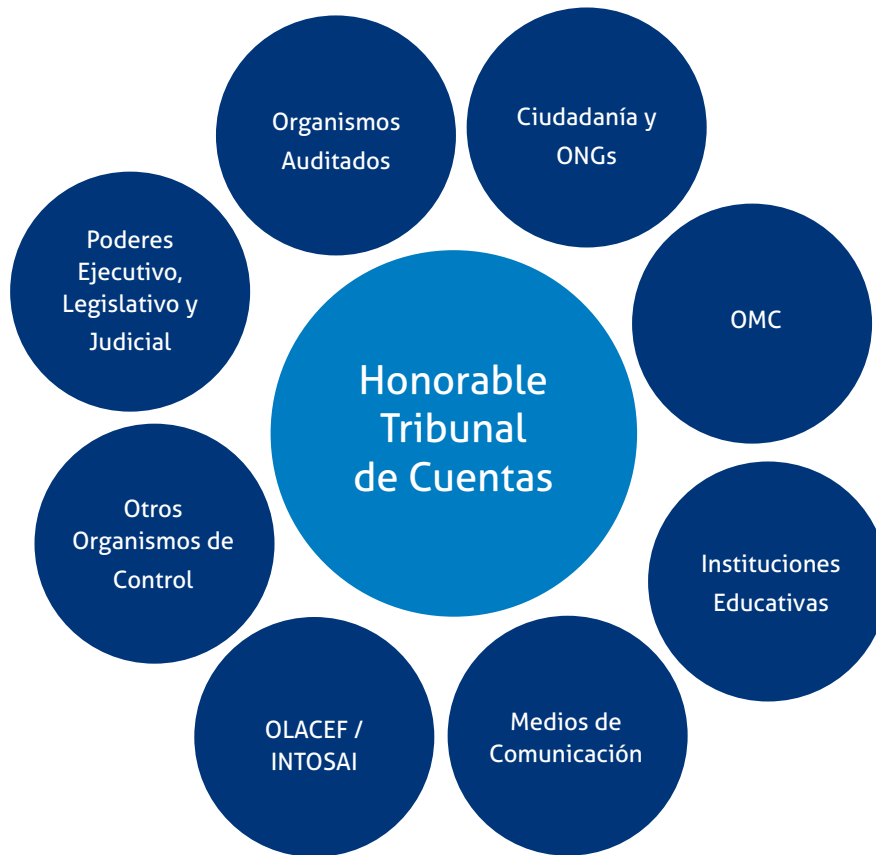 Organismos
Auditados
Ciudadanía y
ONGs
Poderes
Ejecutivo,
Legislativo y
Judicial
OMC
Honorable
Tribunal
de Cuentas
Otros
Organismos de
Control
Instituciones
Educativas
OLACEF /
INTOSAI
Medios de
Comunicación